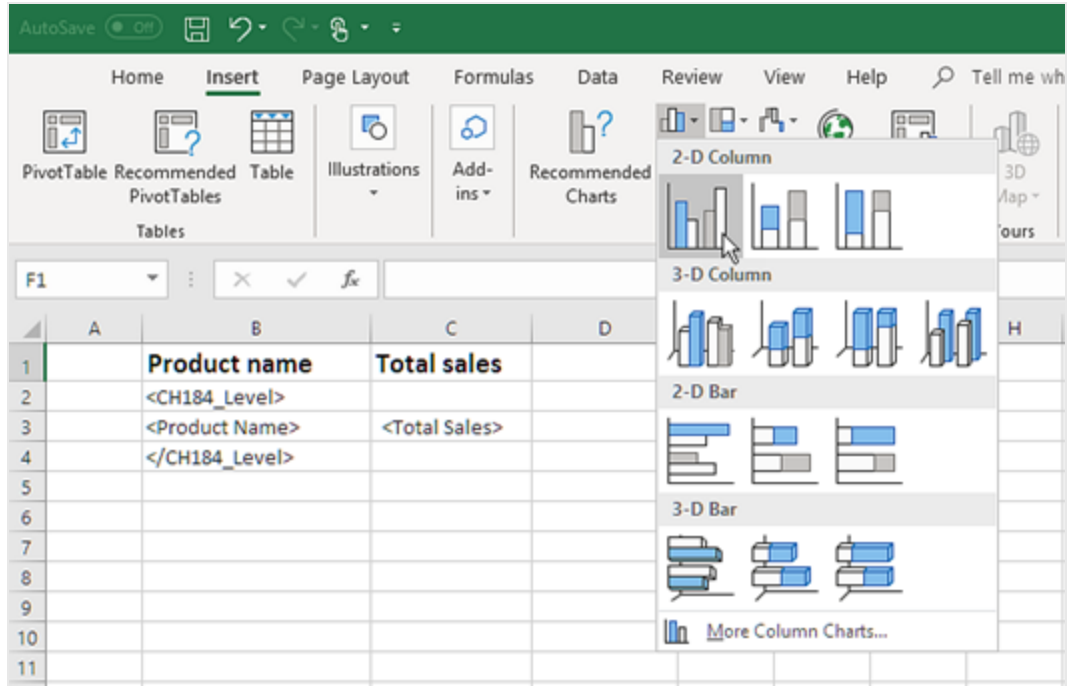 AutoSave Off
Home Insert Page Layout Formulas Data Review View Help Tell me wh
PivotTable Recommended PivotTables Table Illustrations Add-ins Recommended Charts 3D
Tables
2-D Column
3-D Column
2-D Bar
3-D Bar
More Column Charts...
F1 fx
A B C D H
1 Product name Total sales
2 <CH184_Level>
3 <Product Name> <Total Sales>
4 </CH184_Level>
5
6
7
8
9
10
11